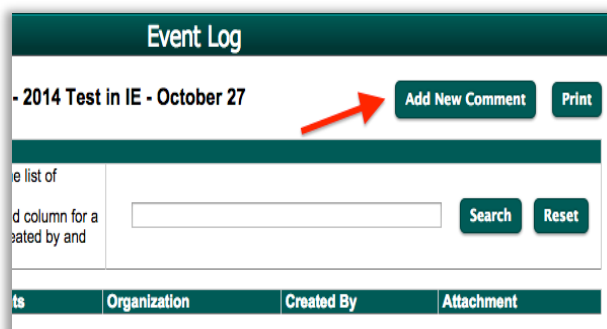 Event Log
- 2014 Test in IE - October 27
Add New Comment
Print
e list of
d column for a
eated by and
Search
Reset
ts
Organization
Created By
Attachment